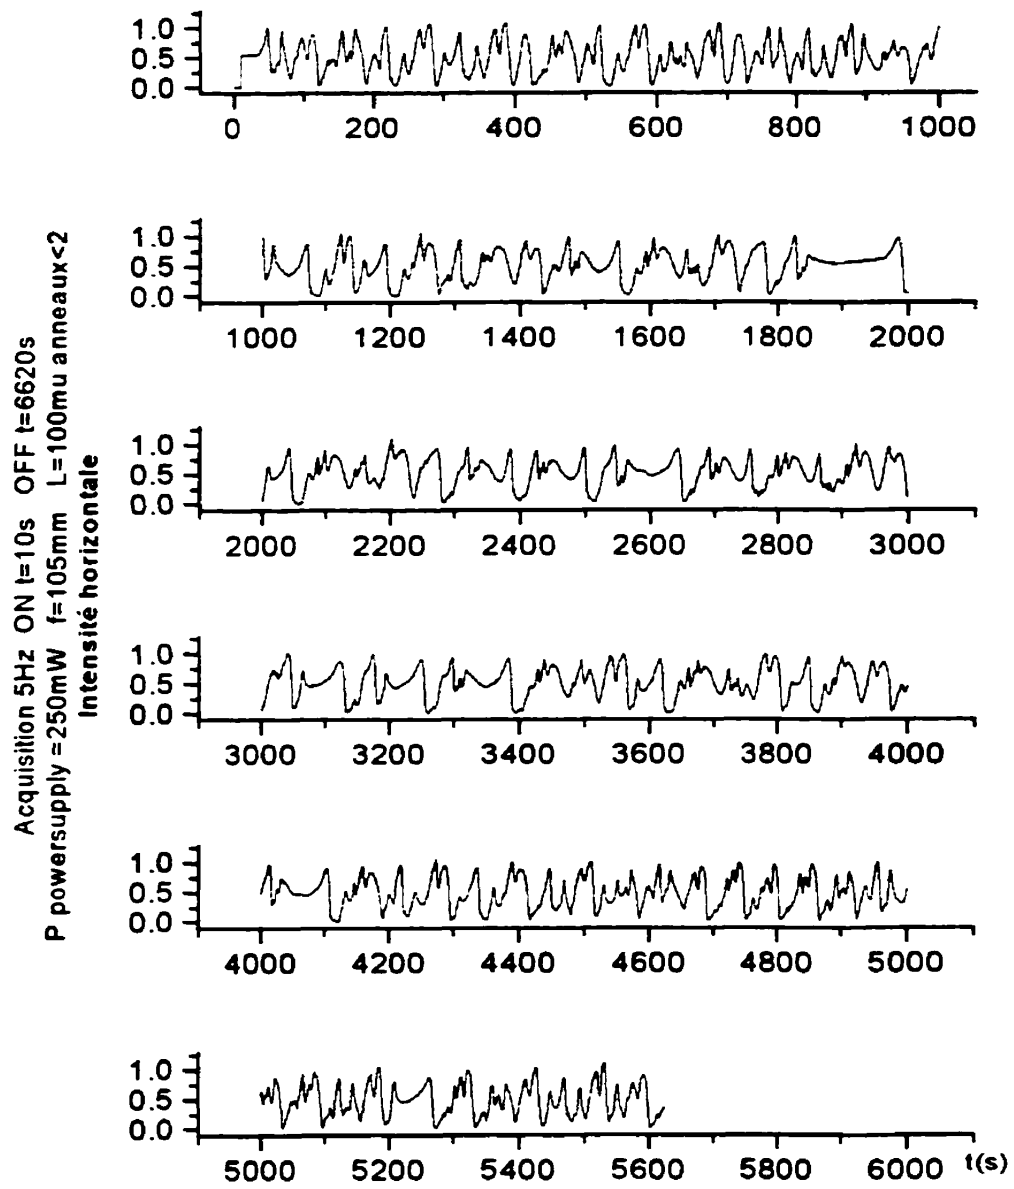 Acquisition 5Hz ON t=10s OFF t=6620s
P powersupply =250mW f=105mm L=100mu anneaux<2
Intensité horizontale
1.0
0.5
0.0
0 200 400 600 800 1000
1.0
0.5
0.0
1000 1200 1400 1600 1800 2000
1.0
0.5
0.0
2000 2200 2400 2600 2800 3000
1.0
0.5
0.0
3000 3200 3400 3600 3800 4000
1.0
0.5
0.0
4000 4200 4400 4600 4800 5000
1.0
0.5
0.0
5000 5200 5400 5600 5800 6000 t(s)